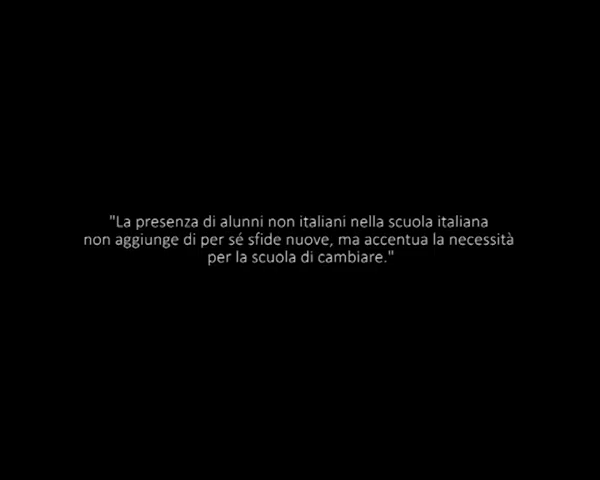 "La presenza di alunni non italiani nella scuola italiana
non aggiunge di per sé sfide nuove, ma accentua la necessità
per la scuola di cambiare."